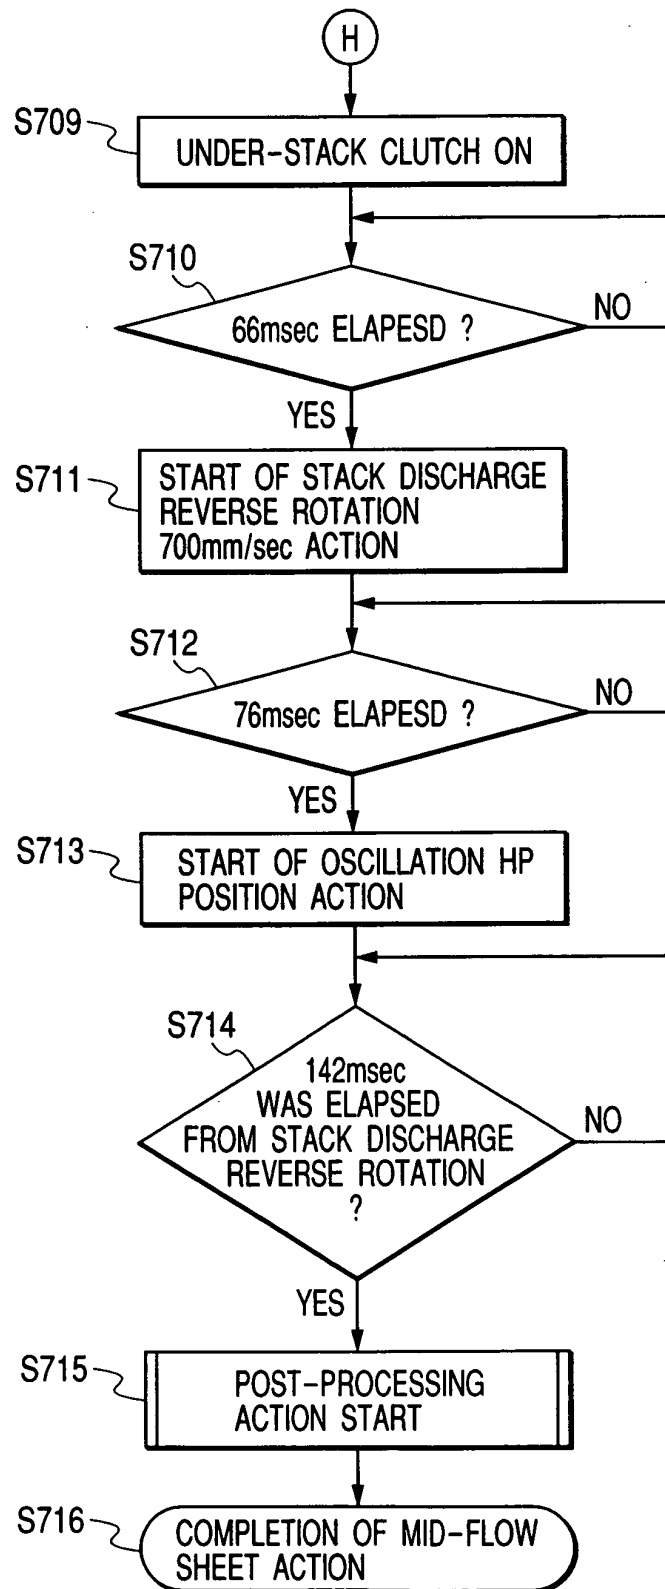 H
S709
UNDER-STACK CLUTCH ON
S710
66msec ELAPESD ?
NO
YES
S711
START OF STACK DISCHARGE
REVERSE ROTATION
700mm/sec ACTION
S712
76msec ELAPESD ?
NO
YES
S713
START OF OSCILLATION HP
POSITION ACTION
S714
142msec
WAS ELAPSED
FROM STACK DISCHARGE
REVERSE ROTATION
?
NO
YES
S715
POST-PROCESSING
ACTION START
S716
COMPLETION OF MID-FLOW
SHEET ACTION